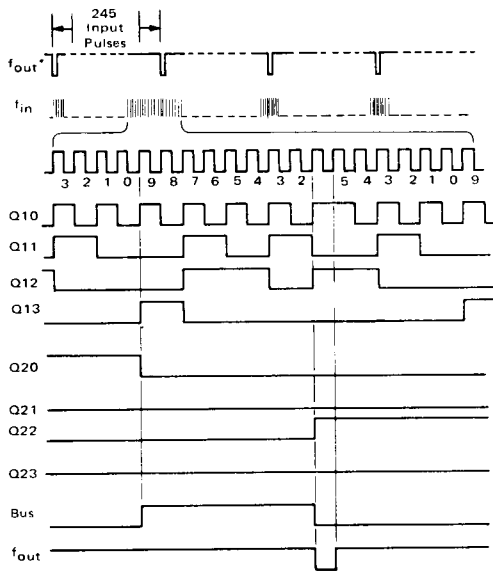 245
Input
Pulses
fout*
fin
3 2 1 0 9 8 7 6 5 4 3 2 5 4 3 2 1 0 9
Q10
Q11
Q12
Q13
Q20
Q21
Q22
Q23
Bus
fout